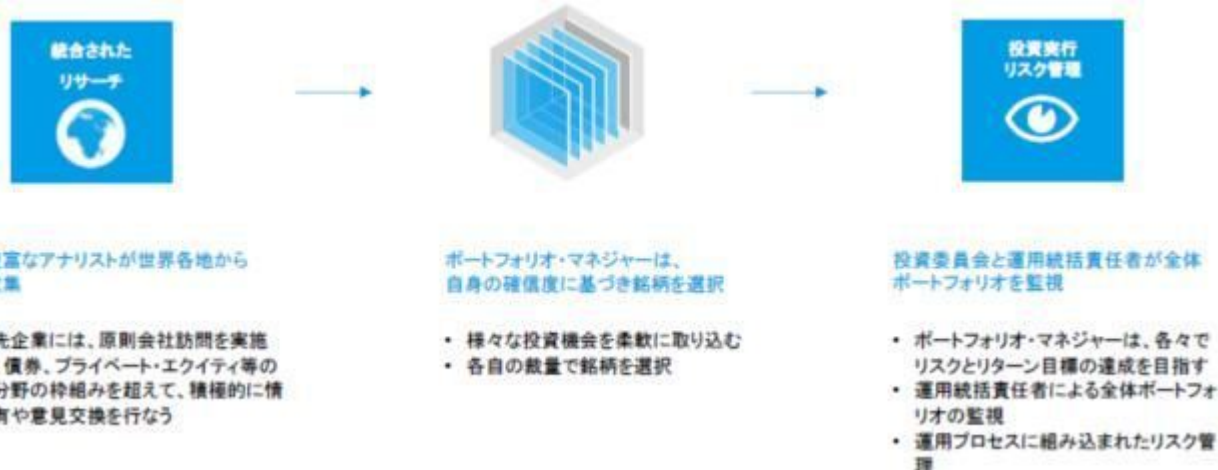 統合された
リサーチ
投資実行
リスク管理
富なアナリストが世界各地から
集
ポートフォリオ・マネジャーは、
自身の確信度に基づき銘柄を選択
投資委員会と運用統括責任者が全体
ポートフォリオを監視
先企業には、原則会社訪問を実施
債券、プライベート・エクイティ等の
分野の枠組みを超えて、積極的に情
有や意見交換を行なう
• 様々な投資機会を柔軟に取り込む
• 各自の裁量で銘柄を選択
• ポートフォリオ・マネジャーは、各々で
リスクとリターン目標の達成を目指す
• 運用統括責任者による全体ポートフォ
リオの監視
• 運用プロセスに組み込まれたリスク管
理